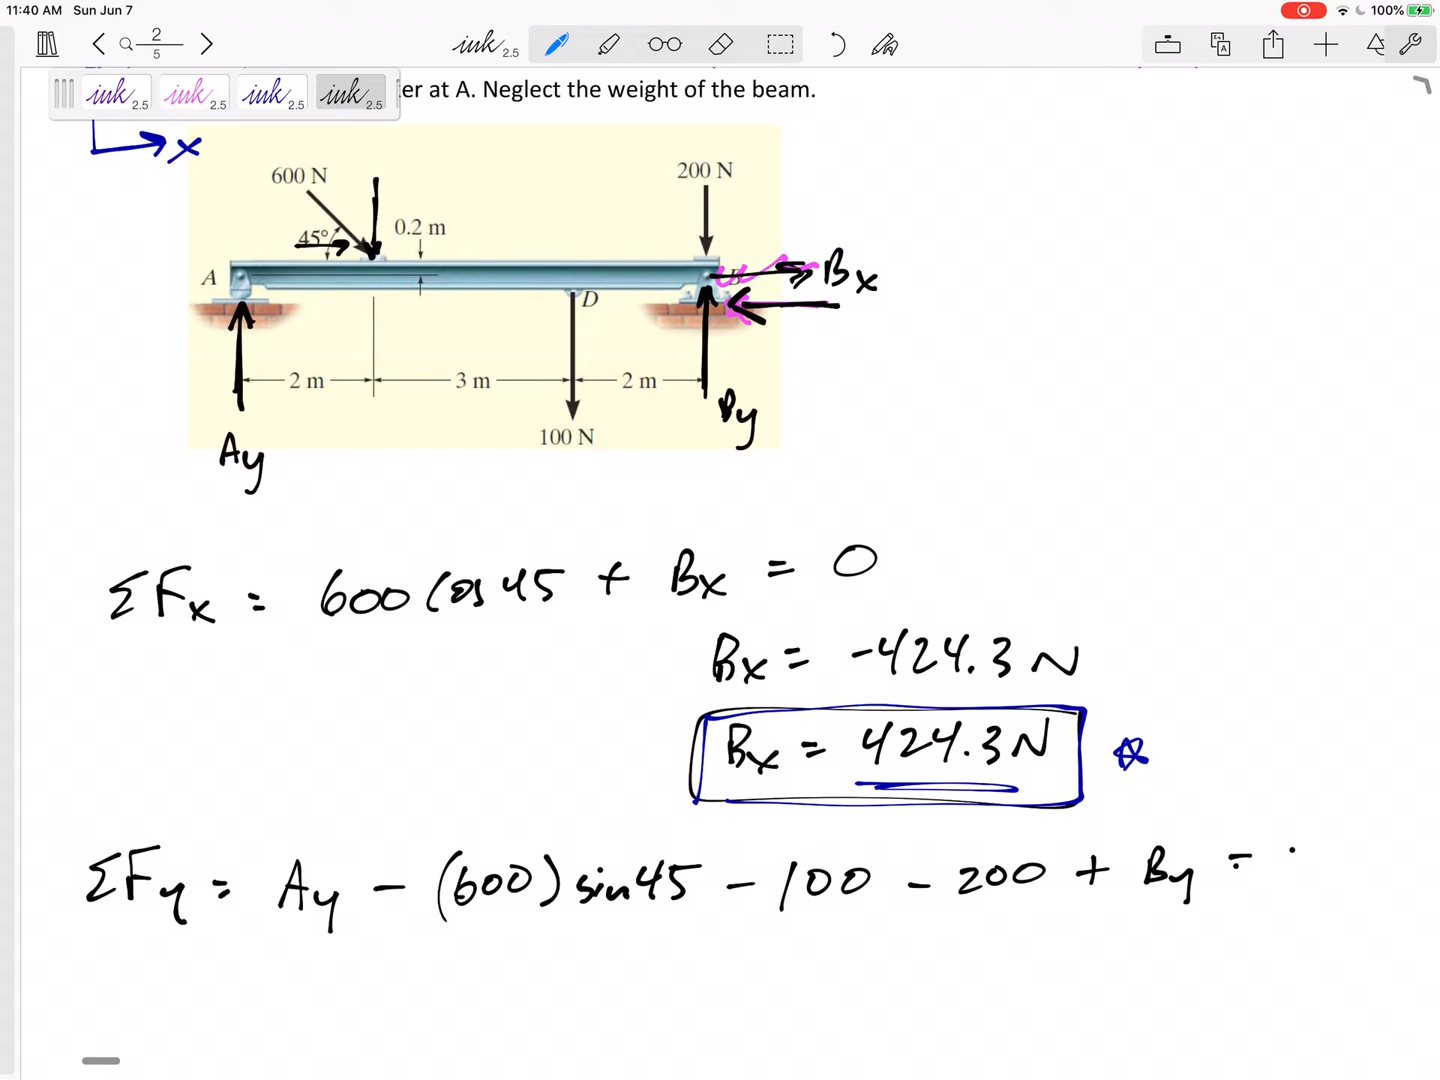 11:40 AM Sun Jun 7
100%
2
5
ink 2.5
ink 2.5 ink 2.5 ink 2.5 ink 2.5
er at A. Neglect the weight of the beam.
x
600 N
200 N
45°
0.2 m
A
B
Bx
D
2 m
3 m
2 m
By
100 N
Ay
ΣFx = 600 cos 45 + Bx = 0
Bx = -424.3 N
Bx = 424.3 N
ΣFy = Ay - (600) sin 45 - 100 - 200 + By =